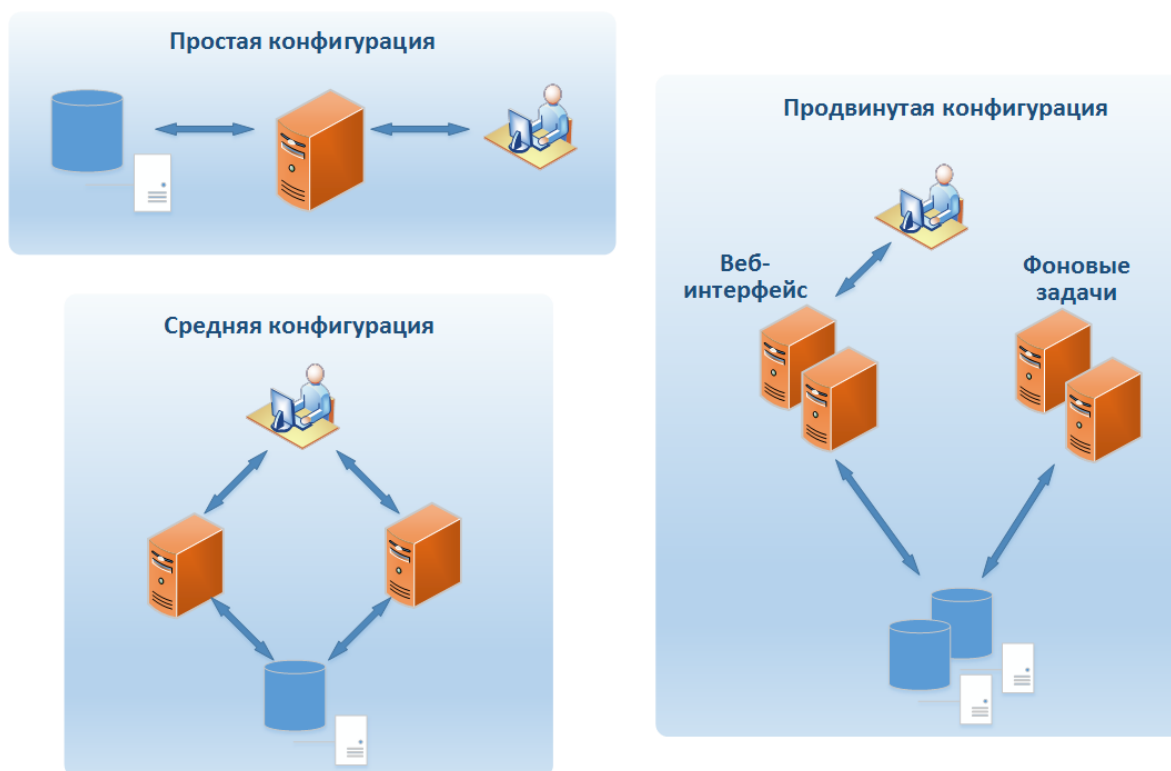 Простая конфигурация
Средняя конфигурация
Продвинутая конфигурация
Веб-
интерфейс
Фоновые
задачи